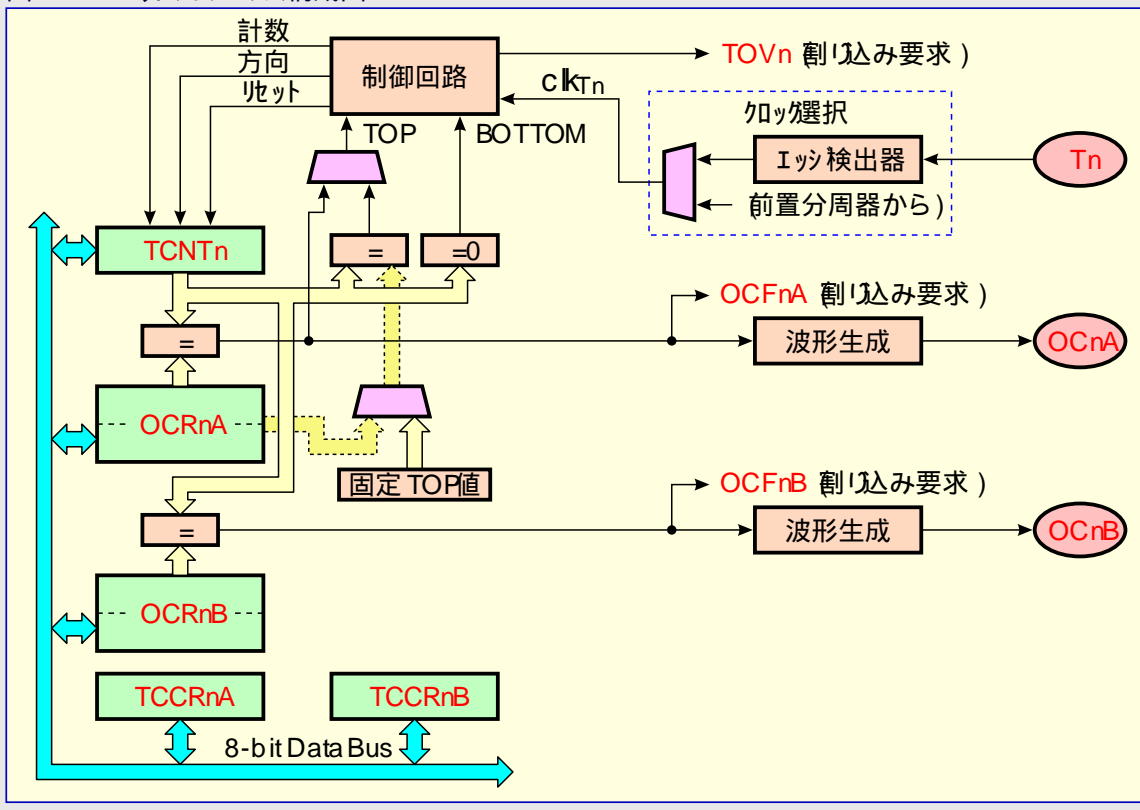 計数
方向
リセット
制御回路
TOVn (割り込み要求)
clkTn
クロック選択
TOP
BOTTOM
エッジ検出器
Tn
(前置分周器から)
TCNTn
=
=0
OCFnA (割り込み要求)
=
波形生成
OCnA
OCRnA
固定TOP値
OCFnB (割り込み要求)
=
波形生成
OCnB
OCRnB
TCCRnA
TCCRnB
8-bit Data Bus